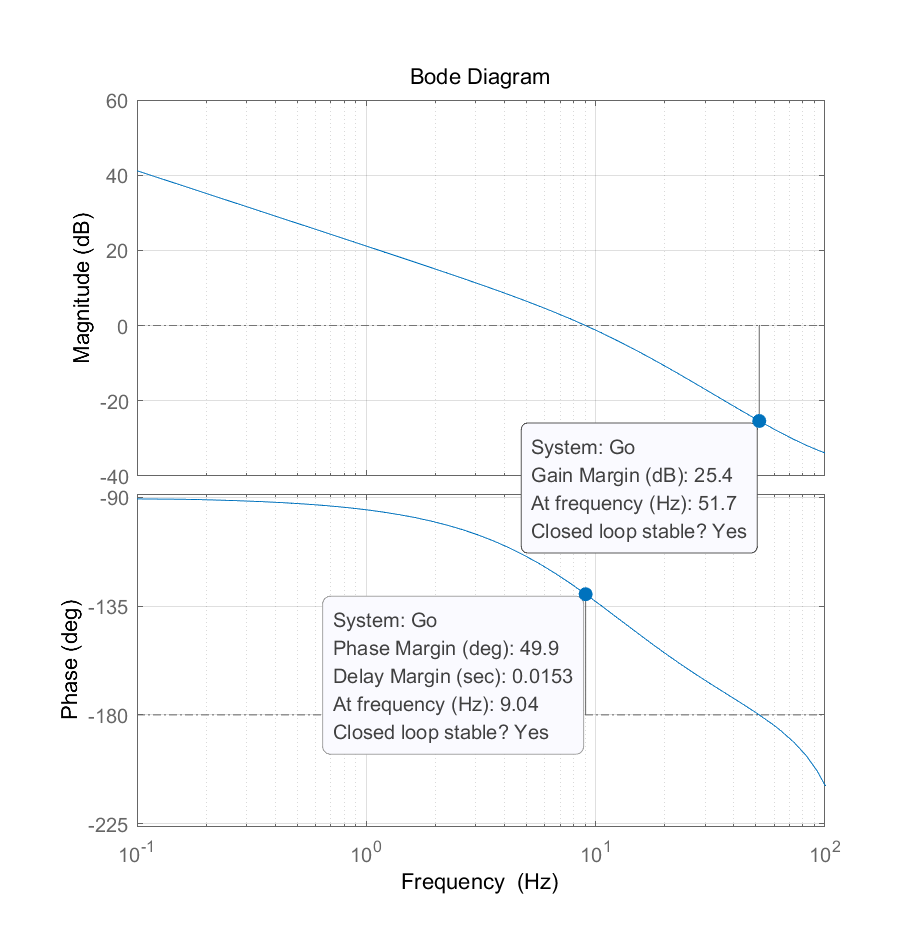 Bode Diagram
60
40
20
0
-20
-40
Magnitude (dB)
System: Go
Gain Margin (dB): 25.4
At frequency (Hz): 51.7
Closed loop stable? Yes
-90
-135
-180
-225
Phase (deg)
System: Go
Phase Margin (deg): 49.9
Delay Margin (sec): 0.0153
At frequency (Hz): 9.04
Closed loop stable? Yes
10^-1 10^0 10^1 10^2
Frequency (Hz)